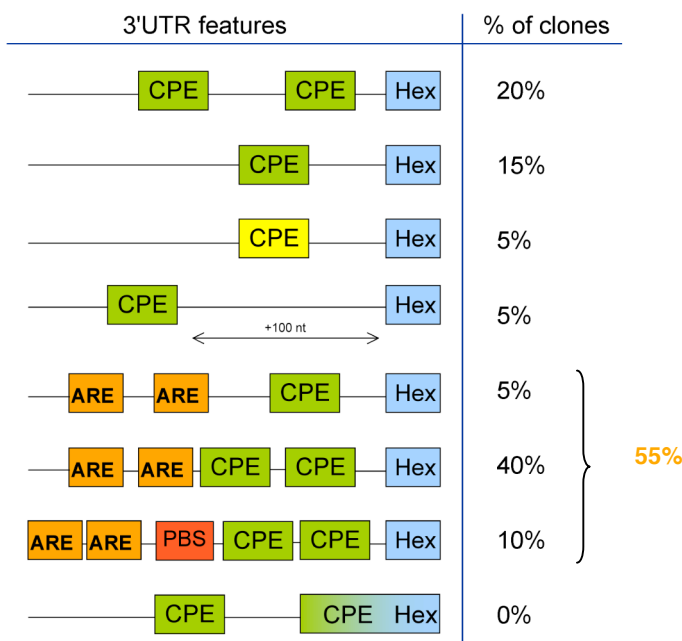 3'UTR features % of clones
CPE CPE Hex 20%
CPE Hex 15%
CPE Hex 5%
CPE Hex 5%
+100 nt
ARE ARE CPE Hex 5%
ARE ARE CPE CPE Hex 40%
55%
ARE ARE PBS CPE CPE Hex 10%
CPE CPE Hex 0%